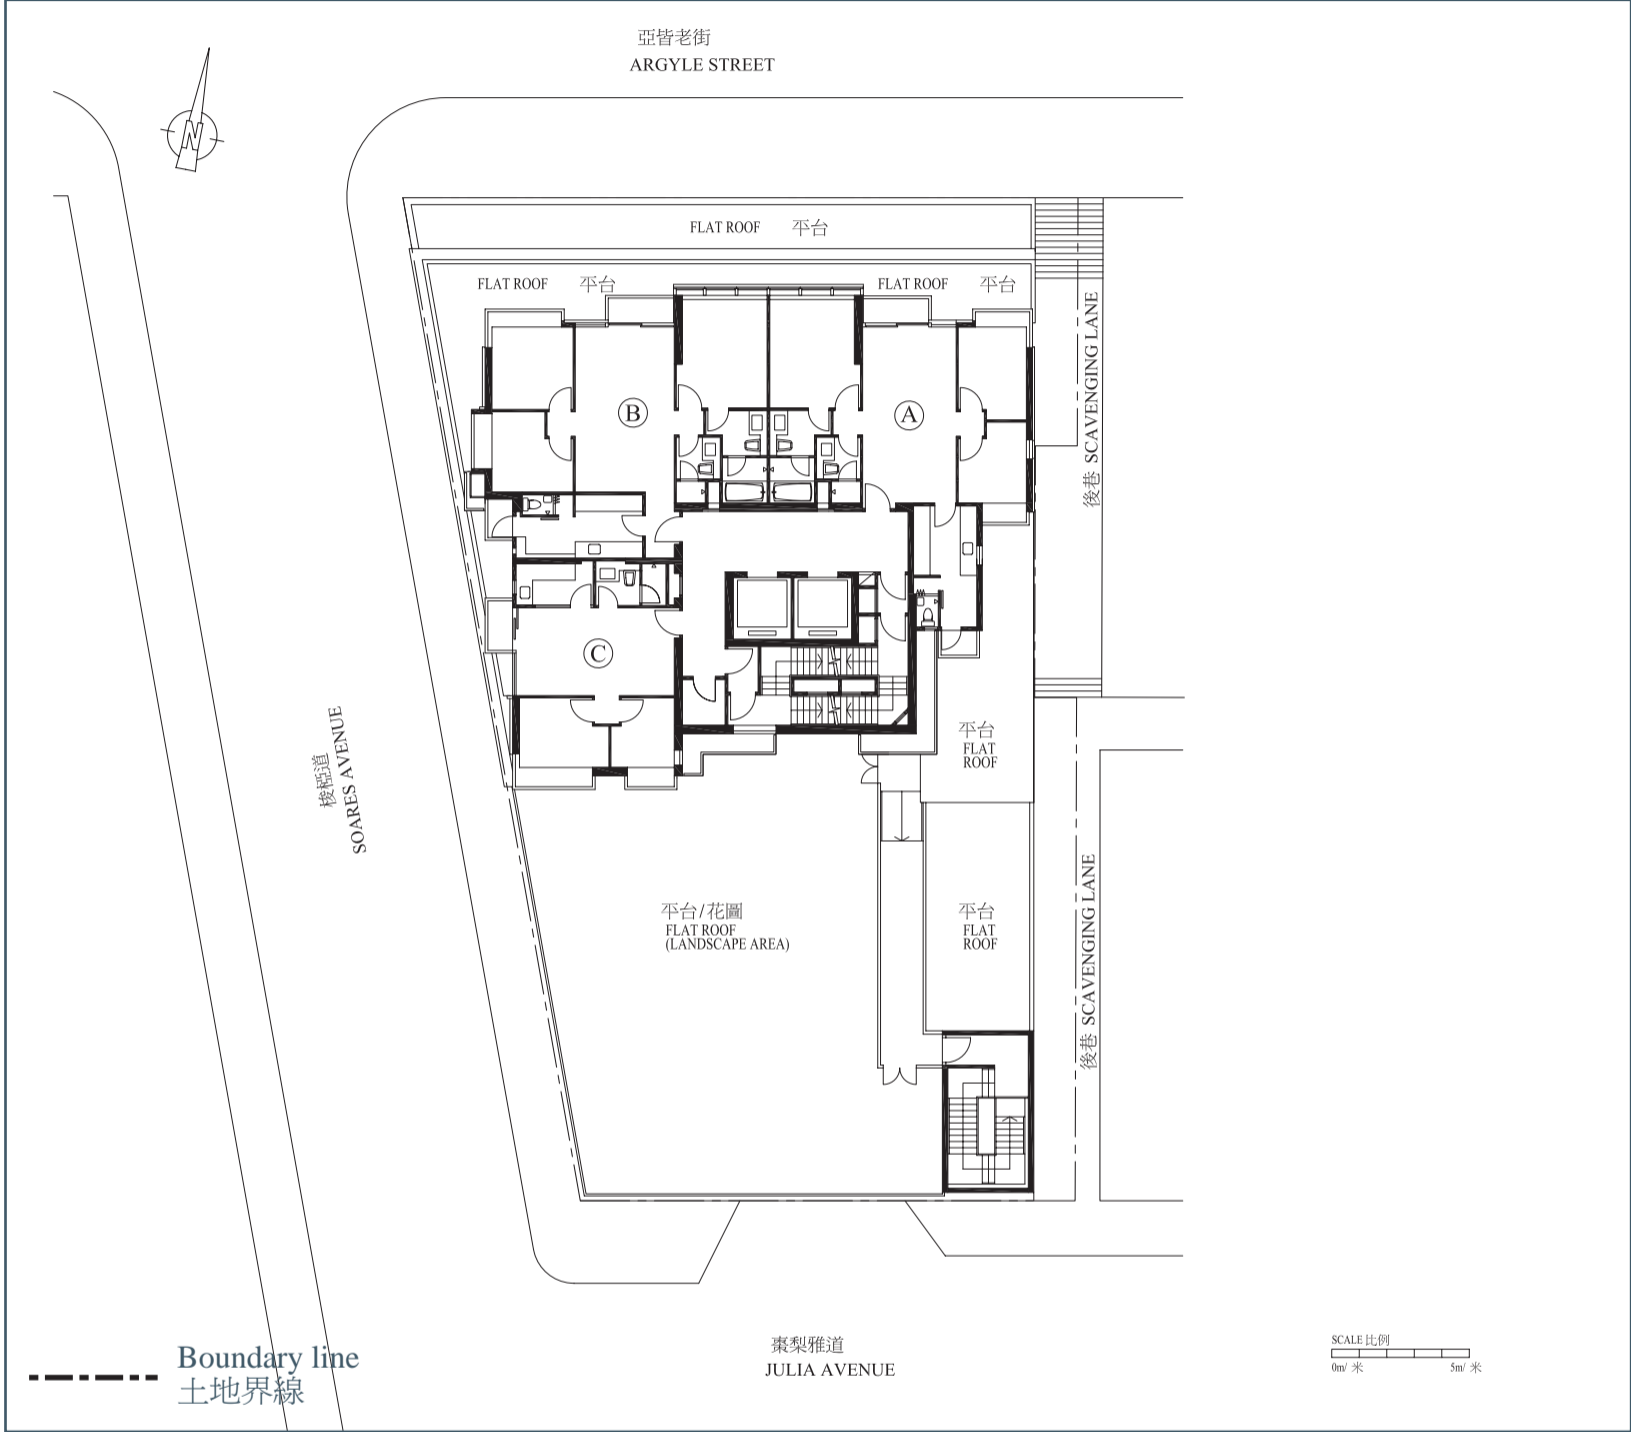 亞皆老街
ARGYLE STREET
N
FLAT ROOF 平台
FLAT ROOF 平台
FLAT ROOF 平台
後巷 SCAVENGING LANE
B
A
C
梭椏道
SOARES AVENUE
平台
FLAT
ROOF
平台/花圃
FLAT ROOF
(LANDSCAPE AREA)
平台
FLAT
ROOF
後巷 SCAVENGING LANE
棗梨雅道
JULIA AVENUE
Boundary line
土地界線
SCALE 比例
0m/ 米 5m/ 米